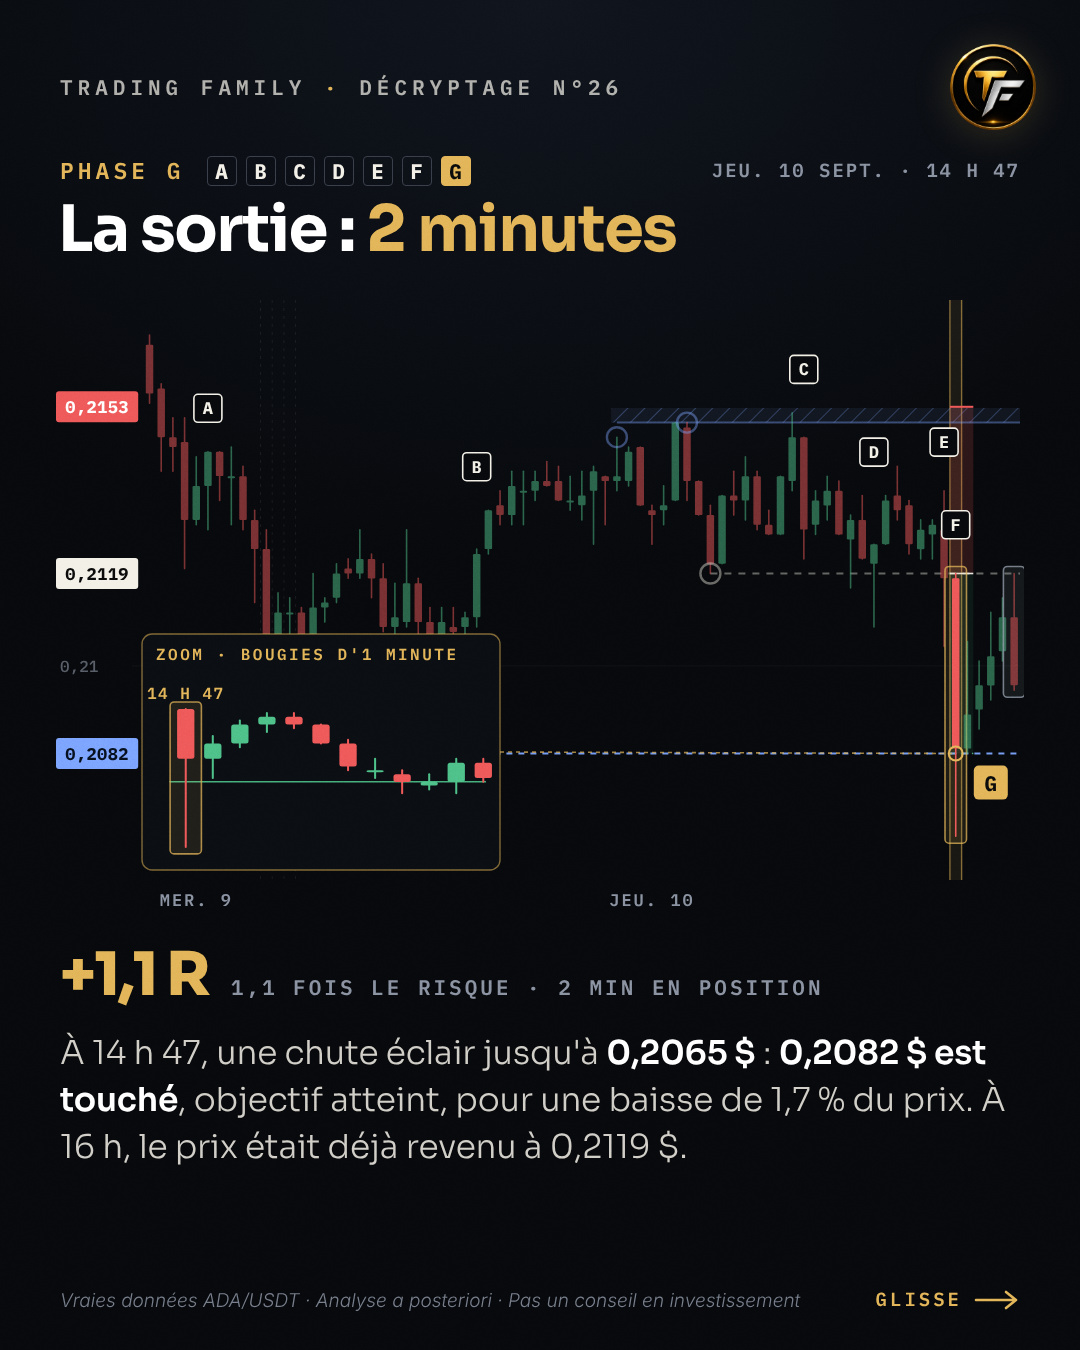 TRADING FAMILY · DÉCRYPTAGE N°26
TF
PHASE G A B C D E F G
JEU. 10 SEPT. · 14 H 47
La sortie : 2 minutes
C
0,2153
A
D
E
B
F
0,2119
ZOOM · BOUGIES D'1 MINUTE
0,21
14 H 47
0,2082
G
MER. 9
JEU. 10
+1,1 R 1,1 FOIS LE RISQUE · 2 MIN EN POSITION
À 14 h 47, une chute éclair jusqu'à 0,2065 $ : 0,2082 $ est
touché, objectif atteint, pour une baisse de 1,7 % du prix. À
16 h, le prix était déjà revenu à 0,2119 $.
Vraies données ADA/USDT · Analyse a posteriori · Pas un conseil en investissement
GLISSE